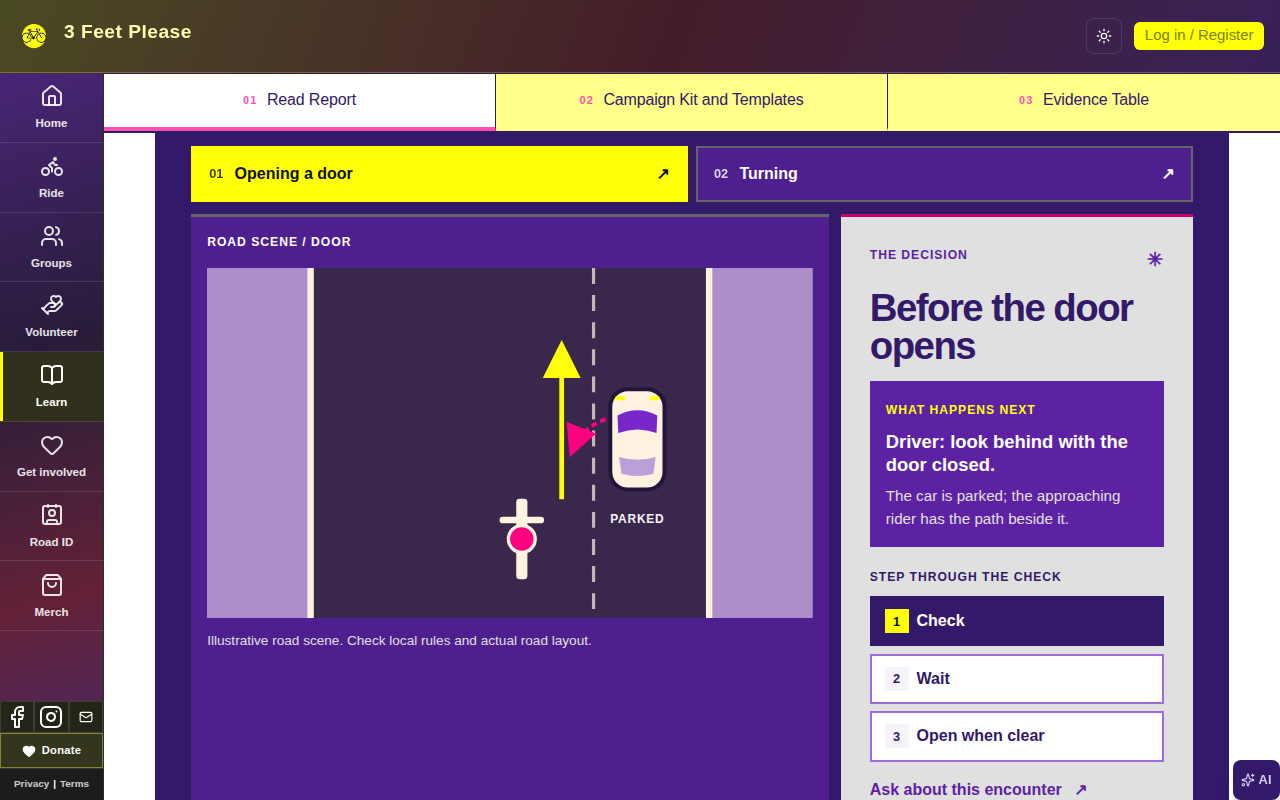 3 Feet Please
Log in / Register
Home
Ride
Groups
Volunteer
Learn
Get involved
Road ID
Merch
Donate
Privacy | Terms
01 Read Report
02 Campaign Kit and Templates
03 Evidence Table
01 Opening a door ↗
02 Turning ↗
ROAD SCENE / DOOR
PARKED
Illustrative road scene. Check local rules and actual road layout.
THE DECISION
Before the door
opens
WHAT HAPPENS NEXT
Driver: look behind with the
door closed.
The car is parked; the approaching
rider has the path beside it.
STEP THROUGH THE CHECK
1 Check
2 Wait
3 Open when clear
Ask about this encounter ↗
AI